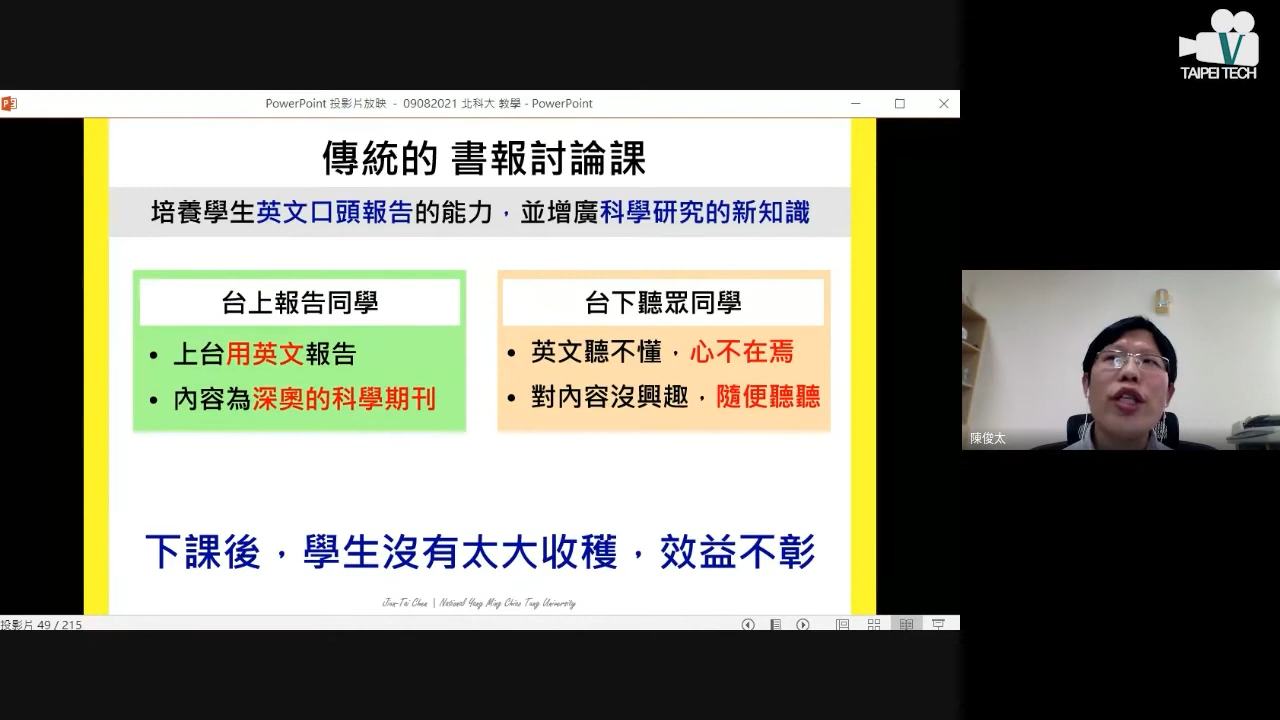 V
TAIPEI TECH
PowerPoint 投影片放映 - 09082021 北科大 教學 - PowerPoint
傳統的 書報討論課
培養學生英文口頭報告的能力，並增廣科學研究的新知識
台上報告同學
• 上台用英文報告
• 內容為深奧的科學期刊
台下聽眾同學
• 英文聽不懂，心不在焉
• 對內容沒興趣，隨便聽聽
陳俊太
下課後，學生沒有太大收穫，效益不彰
Jiun-Tai Chen | National Yang Ming Chiao Tung University
投影片 49 / 215